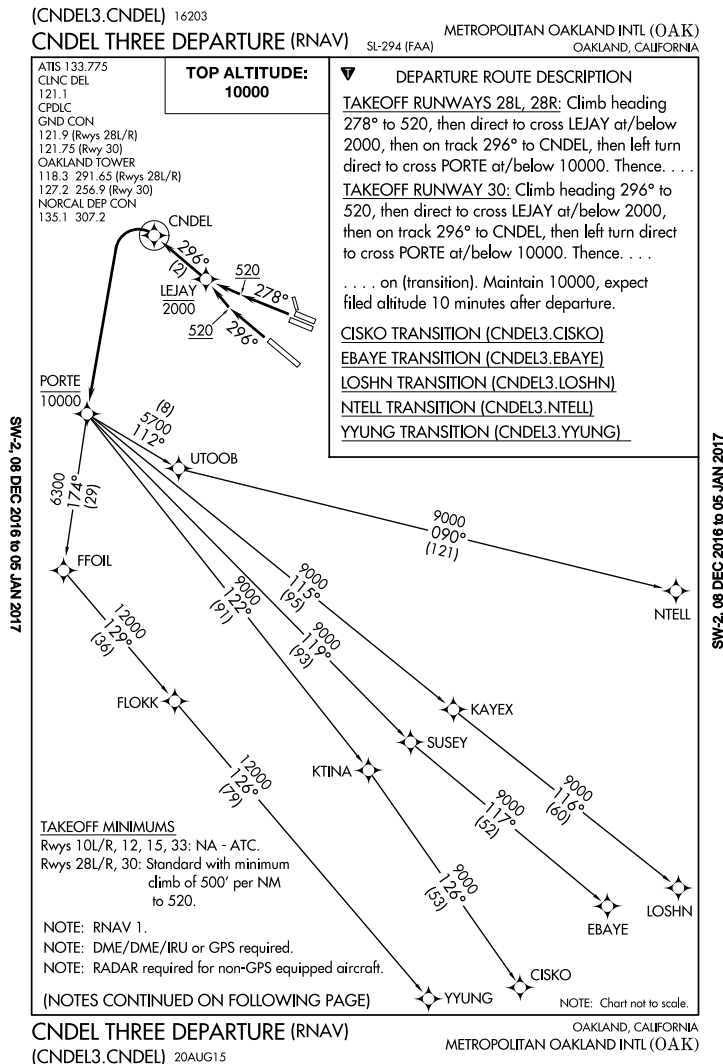 (CNDEL3.CNDEL) 16203
CNDEL THREE DEPARTURE (RNAV)
SL-294 (FAA)
METROPOLITAN OAKLAND INTL (OAK)
OAKLAND, CALIFORNIA
ATIS 133.775
CLNC DEL
121.1
CPDLC
GND CON
121.9 (Rwys 28L/R)
121.75 (Rwy 30)
OAKLAND TOWER
118.3 291.65 (Rwys 28L/R)
127.2 256.9 (Rwy 30)
NORCAL DEP CON
135.1 307.2
TOP ALTITUDE:
10000
T
DEPARTURE ROUTE DESCRIPTION
TAKEOFF RUNWAYS 28L, 28R: Climb heading
278° to 520, then direct to cross LEJAY at/below
2000, then on track 296° to CNDEL, then left turn
direct to cross PORTE at/below 10000. Thence. . . .
TAKEOFF RUNWAY 30: Climb heading 296° to
520, then direct to cross LEJAY at/below 2000,
then on track 296° to CNDEL, then left turn direct
to cross PORTE at/below 10000. Thence. . . .
. . . . on (transition). Maintain 10000, expect
filed altitude 10 minutes after departure.
CISKO TRANSITION (CNDEL3.CISKO)
EBAYE TRANSITION (CNDEL3.EBAYE)
LOSHN TRANSITION (CNDEL3.LOSHN)
NTELL TRANSITION (CNDEL3.NTELL)
YYUNG TRANSITION (CNDEL3.YYUNG)
CNDEL
296°
(2)
LEJAY
2000
520
278°
520
296°
PORTE
10000
(8)
5700
112°
UTOOB
6300
174°
(29)
9000
090°
(121)
NTELL
FFOIL
9000
122°
(91)
9000
115°
(95)
9000
119°
(93)
12000
129°
(36)
FLOKK
KAYEX
SUSEY
KTINA
12000
126°
(79)
9000
117°
(52)
9000
116°
(60)
9000
126°
(53)
LOSHN
EBAYE
CISKO
YYUNG
TAKEOFF MINIMUMS
Rwys 10L/R, 12, 15, 33: NA - ATC.
Rwys 28L/R, 30: Standard with minimum
climb of 500' per NM
to 520.
NOTE: RNAV 1.
NOTE: DME/DME/IRU or GPS required.
NOTE: RADAR required for non-GPS equipped aircraft.
(NOTES CONTINUED ON FOLLOWING PAGE)
NOTE: Chart not to scale.
SW-2, 08 DEC 2016 to 05 JAN 2017
SW-2, 08 DEC 2016 to 05 JAN 2017
CNDEL THREE DEPARTURE (RNAV)
(CNDEL3.CNDEL) 20AUG15
OAKLAND, CALIFORNIA
METROPOLITAN OAKLAND INTL (OAK)